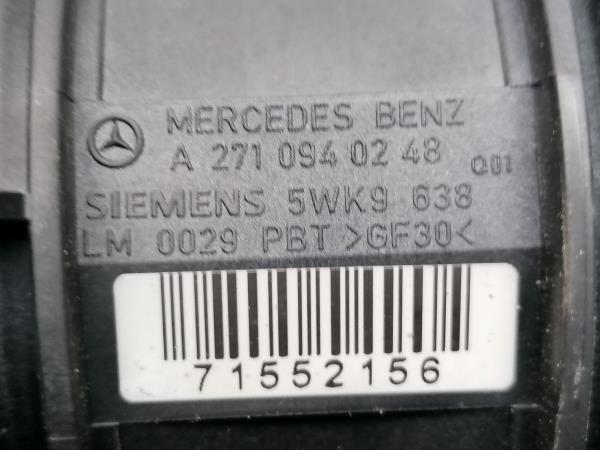 MERCEDES BENZ
A 271 094 02 48 Q01
SIEMENS 5WK9 638
LM 0029 PBT >GF30<
71552156